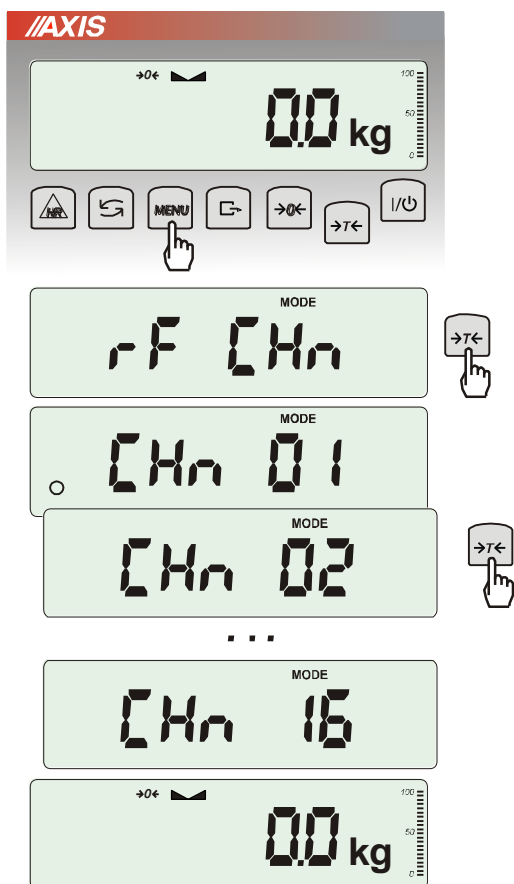 //AXIS
→0← 100
50
0.0 kg
0
HR MENU →0← →T← I/⏻
MODE
rF CHn
→T←
MODE
CHn 01
MODE
CHn 02
→T←
...
MODE
CHn 16
→0← 100
50
0.0 kg
0